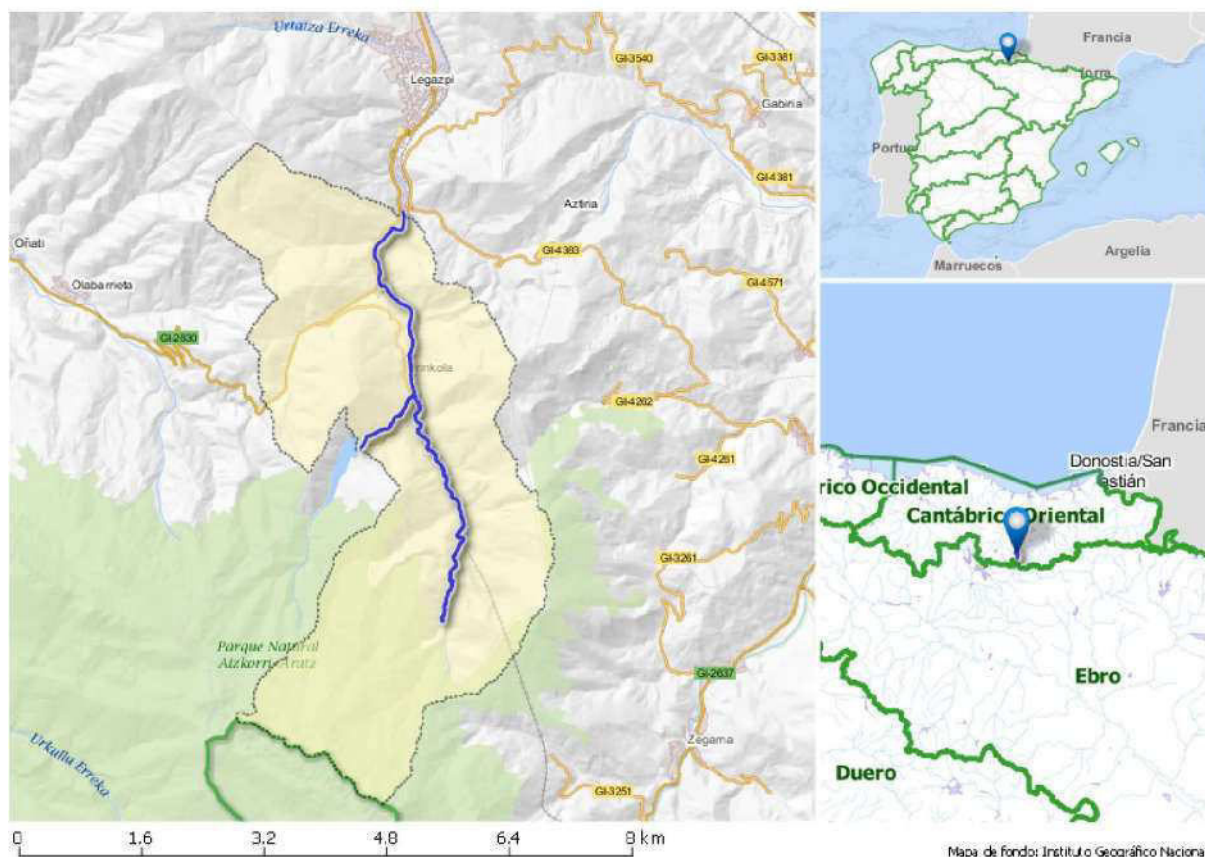 Urtatza Erreka
Legazpi
GI-3540
GI-3381
Gabiria
GI-4381
Aztiria
Oñati
Olabarrieta
GI-4383
GI-4571
GI-2630
GI-4262
GI-4281
GI-3261
Parque Natural
Aizkorri-Aratz
GI-2637
Urkullu Erreka
Zegama
GI-3251
0 1.6 3.2 4.8 6.4 8 km
Francia
Portu
Marruecos
Argelia
Francia
Donostia/San
astián
rico Occidental
Cantábrico Oriental
Ebro
Duero
Mapa de fondo: Instituto Geográfico Naciona